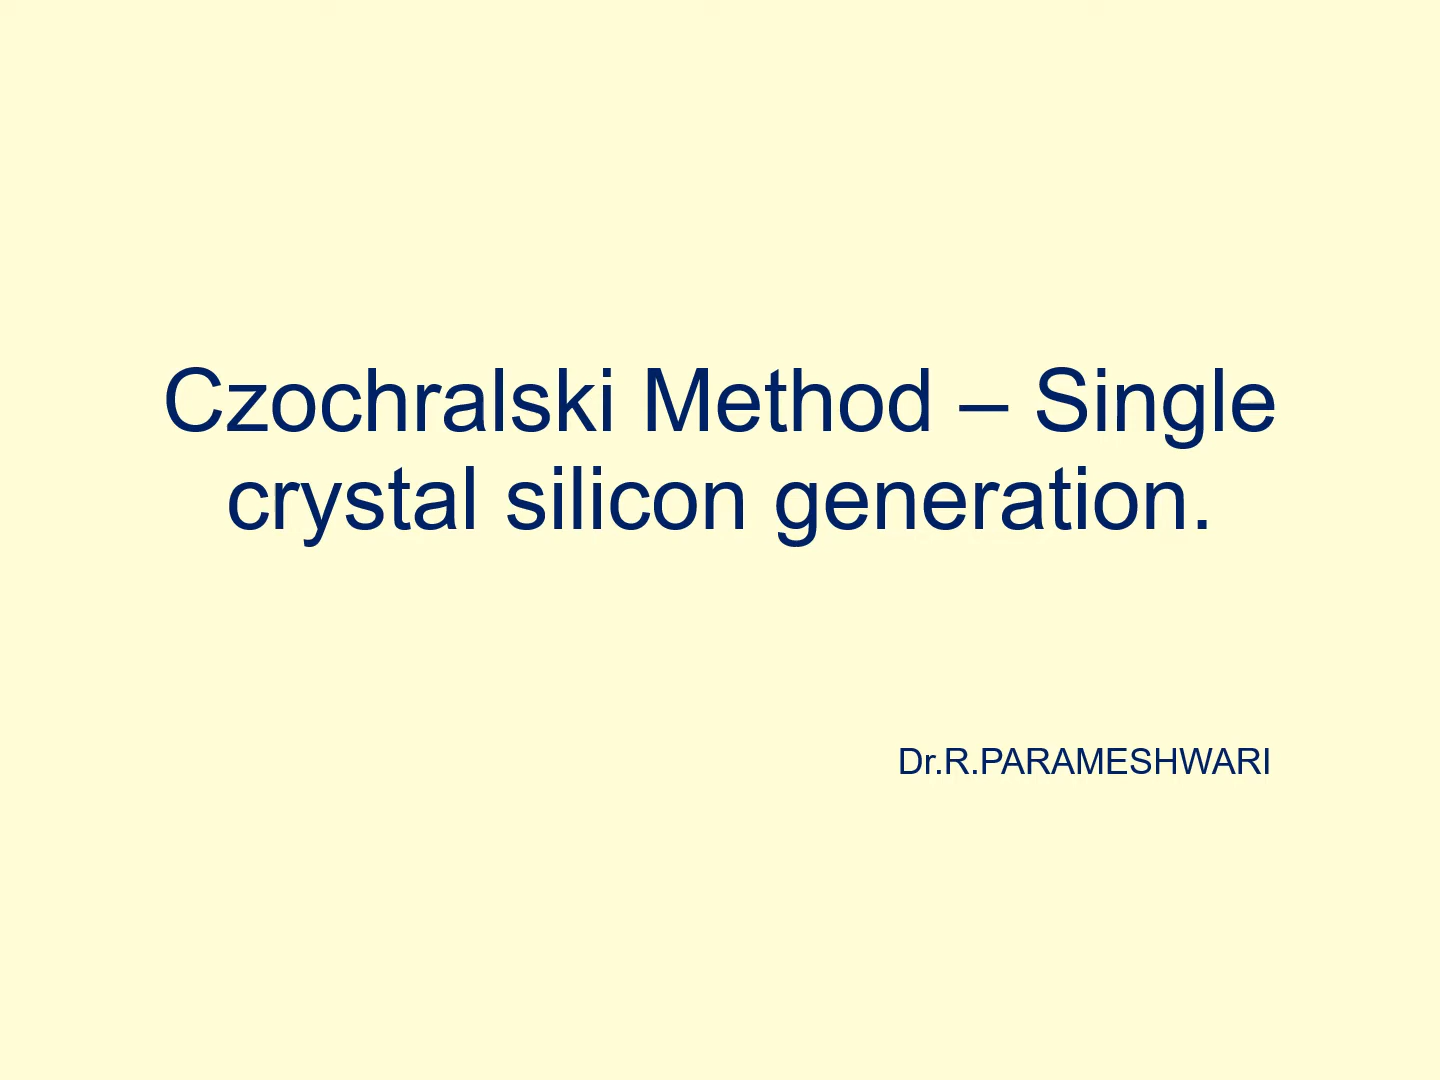 Czochralski Method – Single
crystal silicon generation.
Dr.R.PARAMESHWARI